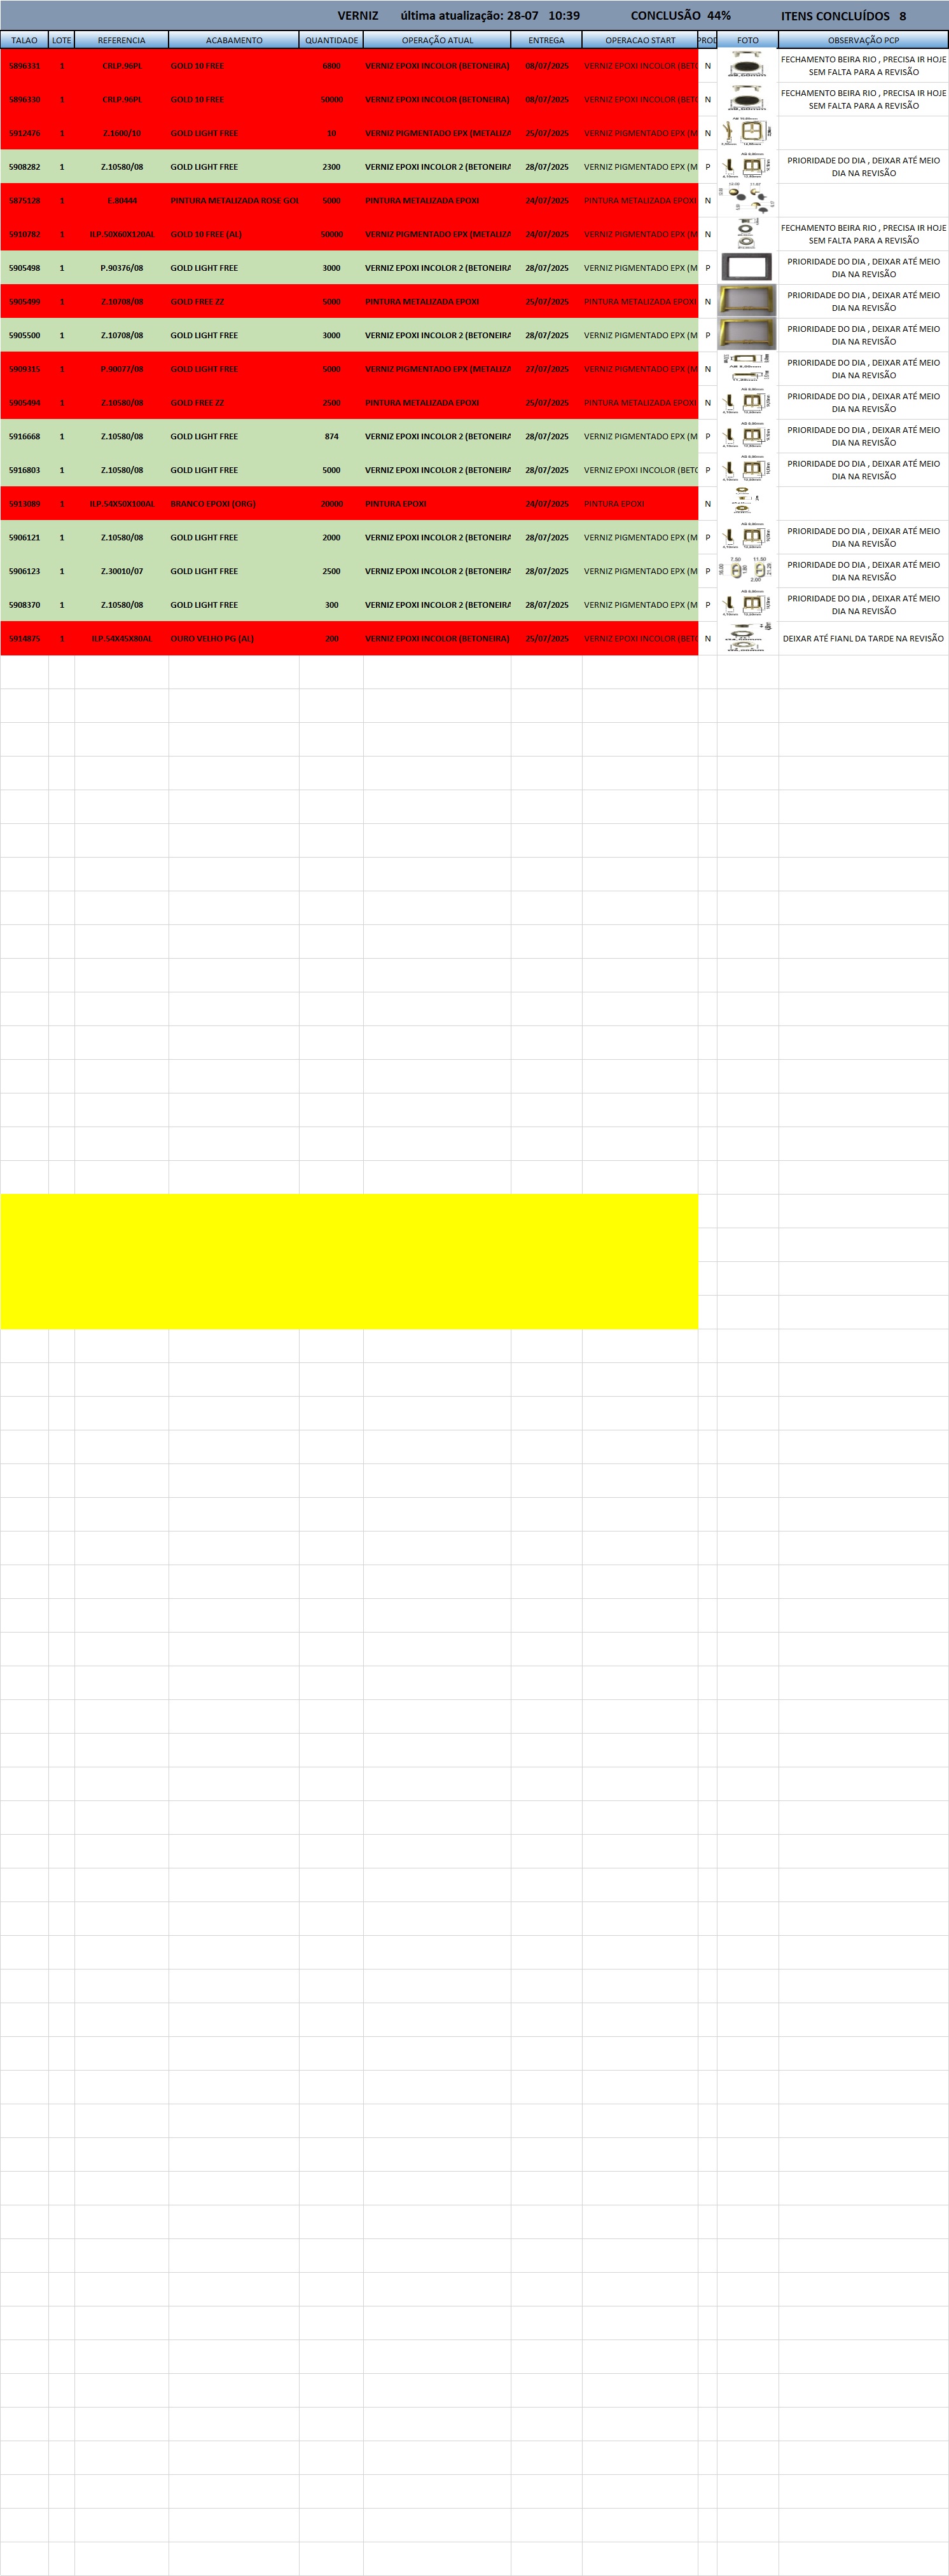 VERNIZ última atualização: 28-07 10:39 CONCLUSÃO 44% ITENS CONCLUÍDOS 8
TALAO LOTE REFERENCIA ACABAMENTO QUANTIDADE OPERAÇÃO ATUAL ENTREGA OPERACAO START PROD FOTO OBSERVAÇÃO PCP
5896331 1 CRLP.96PL GOLD 10 FREE 6800 VERNIZ EPOXI INCOLOR (BETONEIRA) 08/07/2025 VERNIZ EPOXI INCOLOR (BETO N FECHAMENTO BEIRA RIO , PRECISA IR HOJE
SEM FALTA PARA A REVISÃO
5896330 1 CRLP.96PL GOLD 10 FREE 50000 VERNIZ EPOXI INCOLOR (BETONEIRA) 08/07/2025 VERNIZ EPOXI INCOLOR (BETO N FECHAMENTO BEIRA RIO , PRECISA IR HOJE
SEM FALTA PARA A REVISÃO
5912476 1 Z.1600/10 GOLD LIGHT FREE 10 VERNIZ PIGMENTADO EPX (METALIZA 25/07/2025 VERNIZ PIGMENTADO EPX (M N
5908282 1 Z.10580/08 GOLD LIGHT FREE 2300 VERNIZ EPOXI INCOLOR 2 (BETONEIRA 28/07/2025 VERNIZ PIGMENTADO EPX (M P PRIORIDADE DO DIA , DEIXAR ATÉ MEIO
DIA NA REVISÃO
5875128 1 E.80444 PINTURA METALIZADA ROSE GOL 5000 PINTURA METALIZADA EPOXI 24/07/2025 PINTURA METALIZADA EPOXI N
5910782 1 ILP.50X60X120AL GOLD 10 FREE (AL) 50000 VERNIZ PIGMENTADO EPX (METALIZA 24/07/2025 VERNIZ PIGMENTADO EPX (M N FECHAMENTO BEIRA RIO , PRECISA IR HOJE
SEM FALTA PARA A REVISÃO
5905498 1 P.90376/08 GOLD LIGHT FREE 3000 VERNIZ EPOXI INCOLOR 2 (BETONEIRA 28/07/2025 VERNIZ PIGMENTADO EPX (M P PRIORIDADE DO DIA , DEIXAR ATÉ MEIO
DIA NA REVISÃO
5905499 1 Z.10708/08 GOLD FREE ZZ 5000 PINTURA METALIZADA EPOXI 25/07/2025 PINTURA METALIZADA EPOXI N PRIORIDADE DO DIA , DEIXAR ATÉ MEIO
DIA NA REVISÃO
5905500 1 Z.10708/08 GOLD LIGHT FREE 3000 VERNIZ EPOXI INCOLOR 2 (BETONEIRA 28/07/2025 VERNIZ PIGMENTADO EPX (M P PRIORIDADE DO DIA , DEIXAR ATÉ MEIO
DIA NA REVISÃO
5909315 1 P.90077/08 GOLD LIGHT FREE 5000 VERNIZ PIGMENTADO EPX (METALIZA 27/07/2025 VERNIZ PIGMENTADO EPX (M N PRIORIDADE DO DIA , DEIXAR ATÉ MEIO
DIA NA REVISÃO
5905494 1 Z.10580/08 GOLD FREE ZZ 2500 PINTURA METALIZADA EPOXI 25/07/2025 PINTURA METALIZADA EPOXI N PRIORIDADE DO DIA , DEIXAR ATÉ MEIO
DIA NA REVISÃO
5916668 1 Z.10580/08 GOLD LIGHT FREE 874 VERNIZ EPOXI INCOLOR 2 (BETONEIRA 28/07/2025 VERNIZ PIGMENTADO EPX (M P PRIORIDADE DO DIA , DEIXAR ATÉ MEIO
DIA NA REVISÃO
5916803 1 Z.10580/08 GOLD LIGHT FREE 5000 VERNIZ EPOXI INCOLOR 2 (BETONEIRA 28/07/2025 VERNIZ EPOXI INCOLOR (BETO P PRIORIDADE DO DIA , DEIXAR ATÉ MEIO
DIA NA REVISÃO
5913089 1 ILP.54X50X100AL BRANCO EPOXI (ORG) 20000 PINTURA EPOXI 24/07/2025 PINTURA EPOXI N
5906121 1 Z.10580/08 GOLD LIGHT FREE 2000 VERNIZ EPOXI INCOLOR 2 (BETONEIRA 28/07/2025 VERNIZ PIGMENTADO EPX (M P PRIORIDADE DO DIA , DEIXAR ATÉ MEIO
DIA NA REVISÃO
5906123 1 Z.30010/07 GOLD LIGHT FREE 2500 VERNIZ EPOXI INCOLOR 2 (BETONEIRA 28/07/2025 VERNIZ PIGMENTADO EPX (M P PRIORIDADE DO DIA , DEIXAR ATÉ MEIO
DIA NA REVISÃO
5908370 1 Z.10580/08 GOLD LIGHT FREE 300 VERNIZ EPOXI INCOLOR 2 (BETONEIRA 28/07/2025 VERNIZ PIGMENTADO EPX (M P PRIORIDADE DO DIA , DEIXAR ATÉ MEIO
DIA NA REVISÃO
5914875 1 ILP.54X45X80AL OURO VELHO PG (AL) 200 VERNIZ EPOXI INCOLOR (BETONEIRA) 25/07/2025 VERNIZ EPOXI INCOLOR (BETO N DEIXAR ATÉ FIANL DA TARDE NA REVISÃO